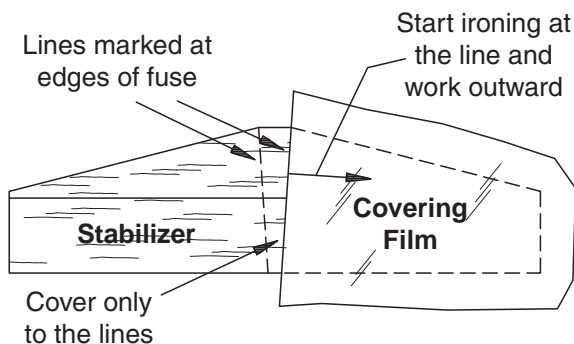 Lines marked at
edges of fuse
Start ironing at
the line and
work outward
Stabilizer
Covering
Film
Cover only
to the lines